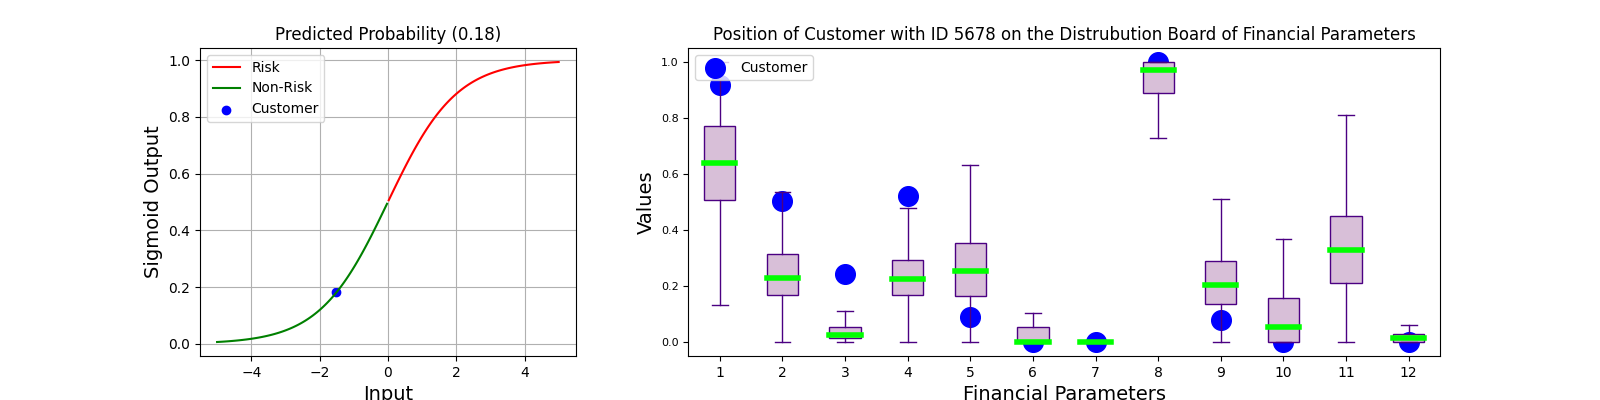 Predicted Probability (0.18)
Sigmoid Output
1.0
0.8
0.6
0.4
0.2
0.0
Risk
Non-Risk
Customer
−4 −2 0 2 4
Input
Position of Customer with ID 5678 on the Distrubution Board of Financial Parameters
Values
1.0
0.8
0.6
0.4
0.2
0.0
Customer
1 2 3 4 5 6 7 8 9 10 11 12
Financial Parameters